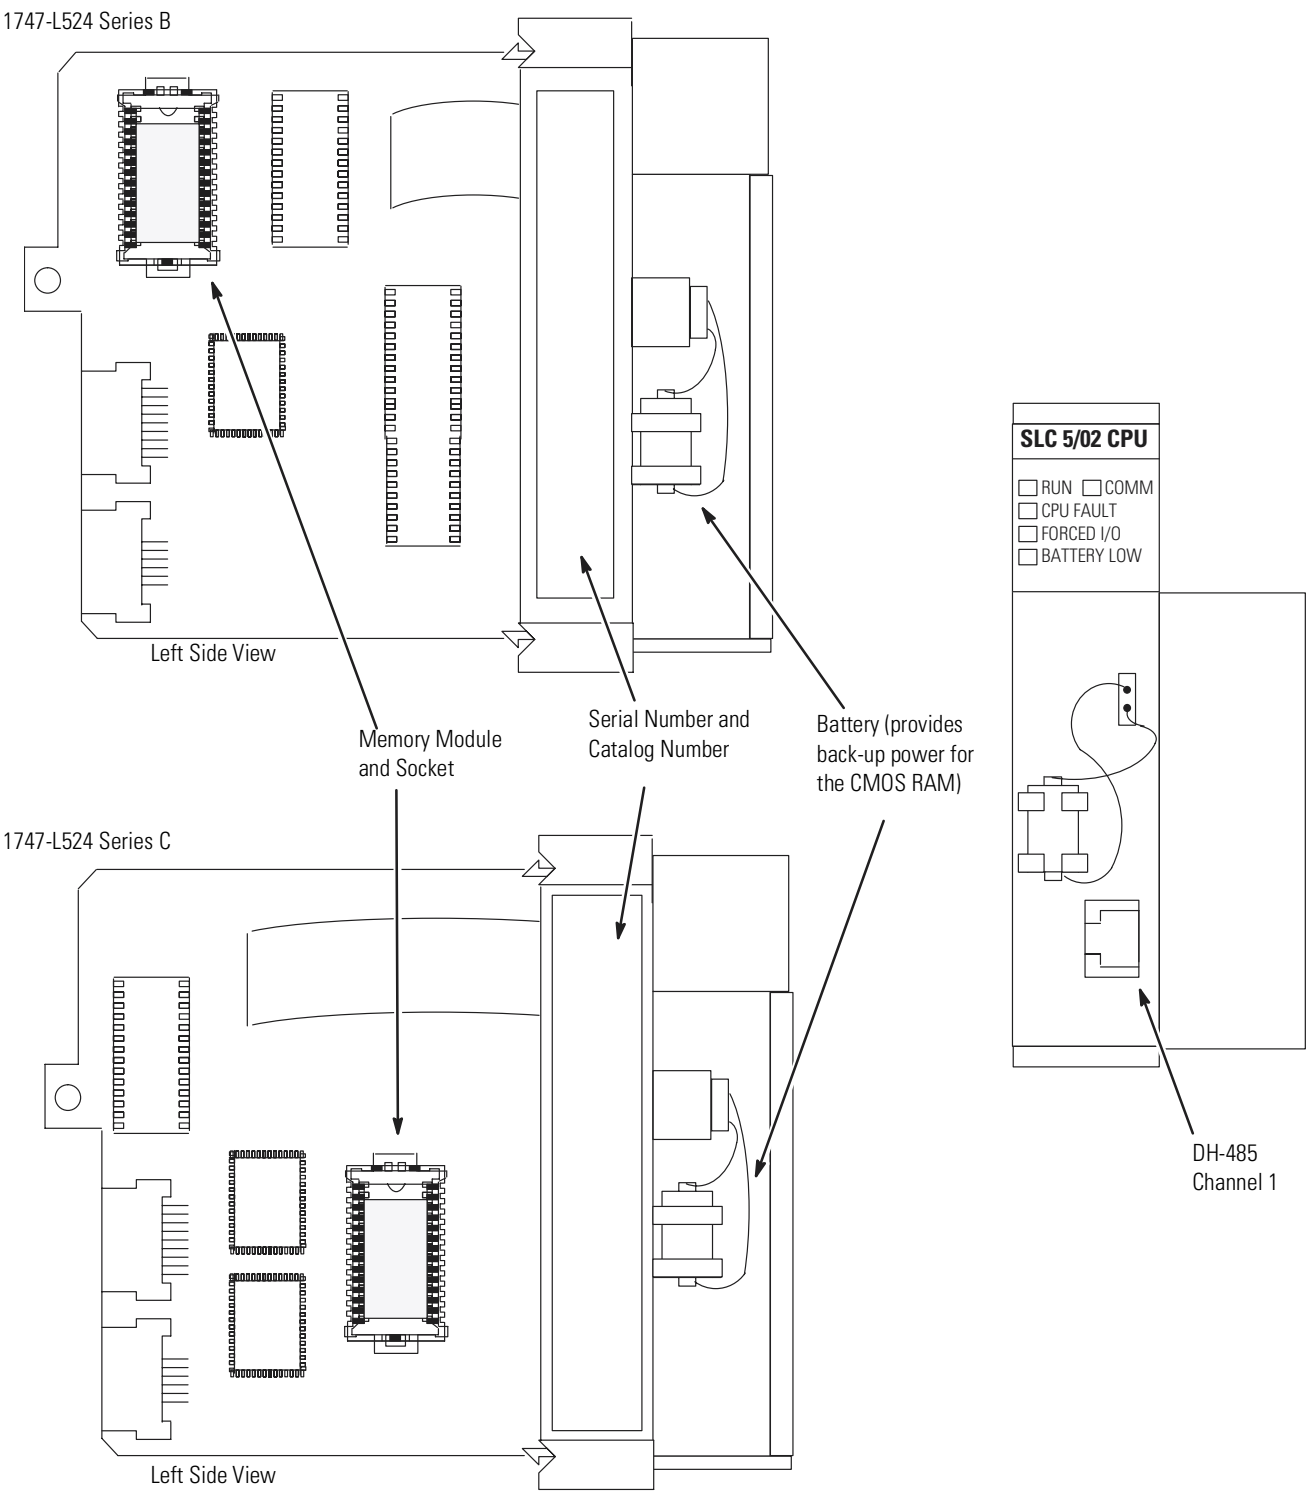 1747-L524 Series B
SLC 5/02 CPU
RUN COMM
CPU FAULT
FORCED I/O
BATTERY LOW
Left Side View
Memory Module
and Socket
Serial Number and
Catalog Number
Battery (provides
back-up power for
the CMOS RAM)
1747-L524 Series C
DH-485
Channel 1
Left Side View